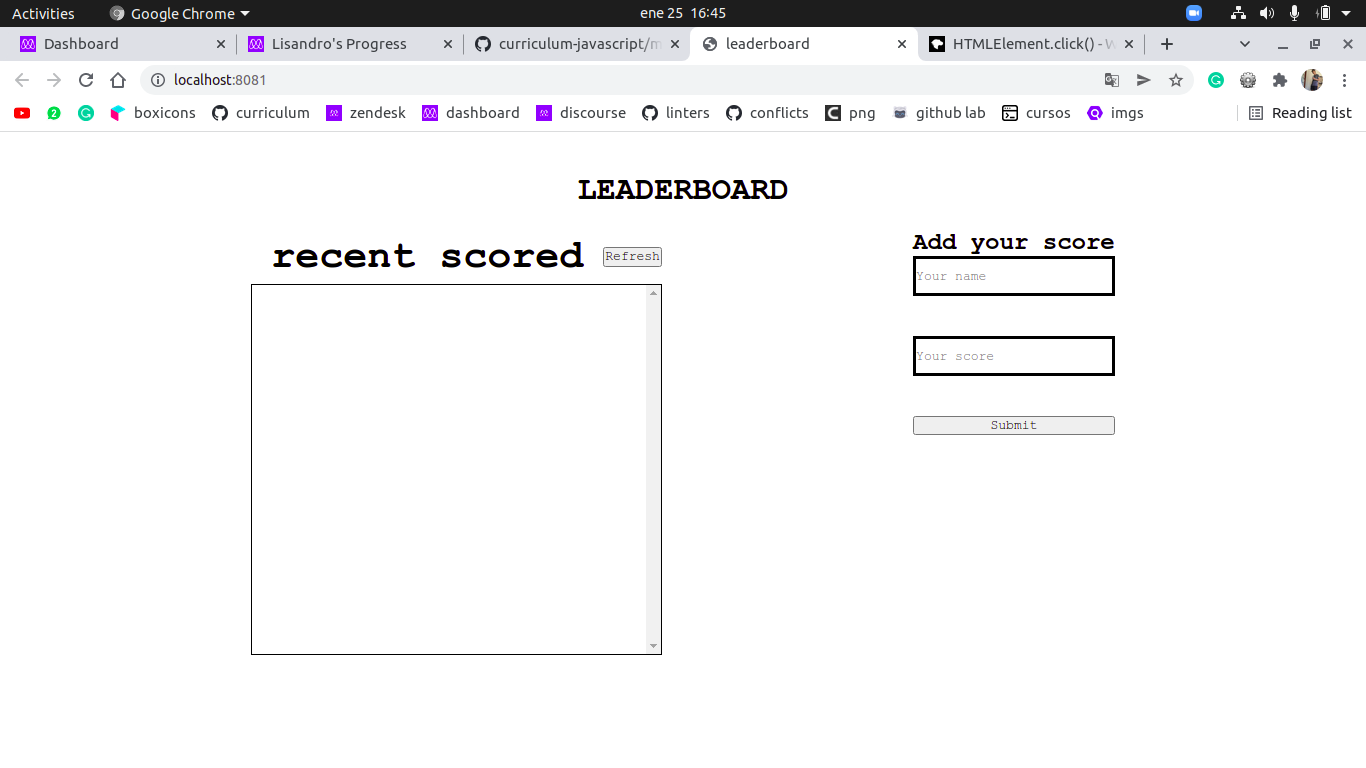 Activities
Google Chrome
ene 25 16:45
Dashboard
Lisandro's Progress
curriculum-javascript/m
leaderboard
HTMLElement.click() - W
localhost:8081
2
boxicons
curriculum
zendesk
dashboard
discourse
linters
conflicts
png
github lab
cursos
imgs
Reading list
LEADERBOARD
recent scored
Refresh
Add your score
Your name
Your score
Submit